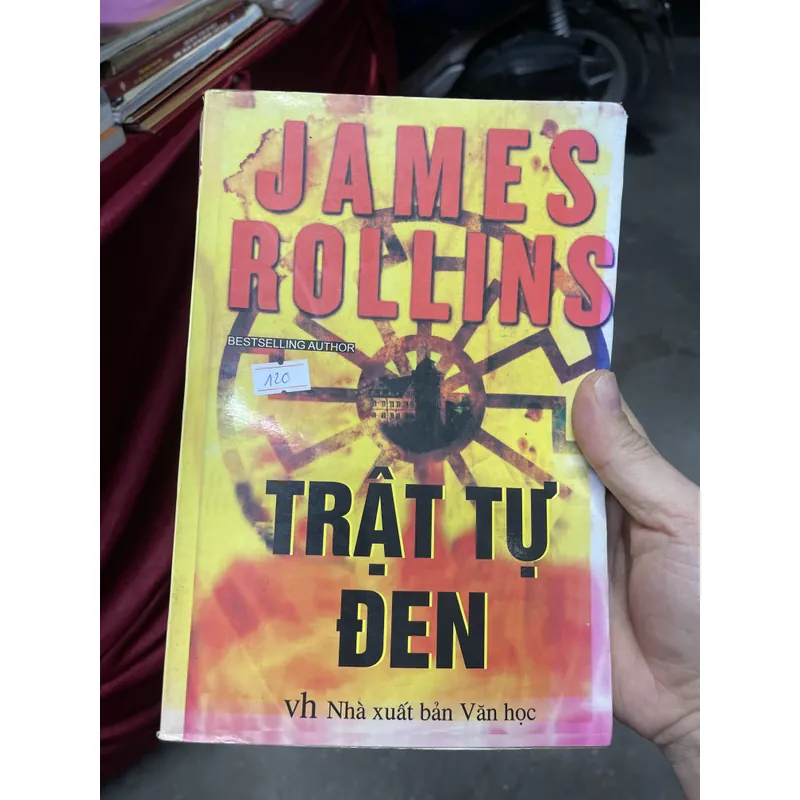 JAMES
ROLLINS
BESTSELLING AUTHOR
120
TRẬT TỰ
ĐEN
vh Nhà xuất bản Văn học